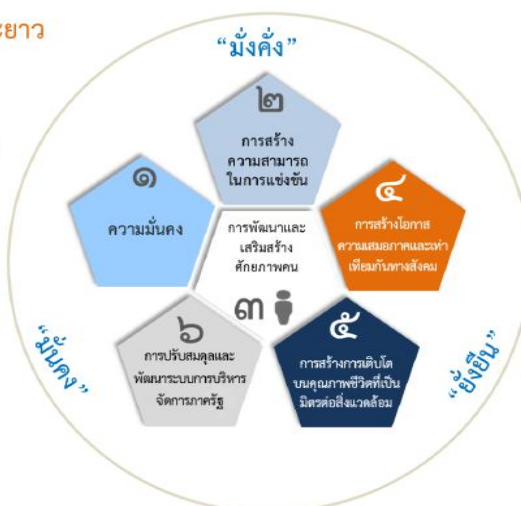 ะยาว
“มั่งคั่ง”
๒
การสร้าง
ความสามารถ
ในการแข่งขัน
๑
ความมั่นคง
๔
การสร้างโอกาส
ความเสมอภาคและเท่า
เทียมกันทางสังคม
การพัฒนาและ
เสริมสร้าง
ศักยภาพคน
๓
๖
การปรับสมดุลและ
พัฒนาระบบการบริหาร
จัดการภาครัฐ
๕
การสร้างการเติบโต
บนคุณภาพชีวิตที่เป็น
มิตรต่อสิ่งแวดล้อม
“มั่นคง”
“ยั่งยืน”